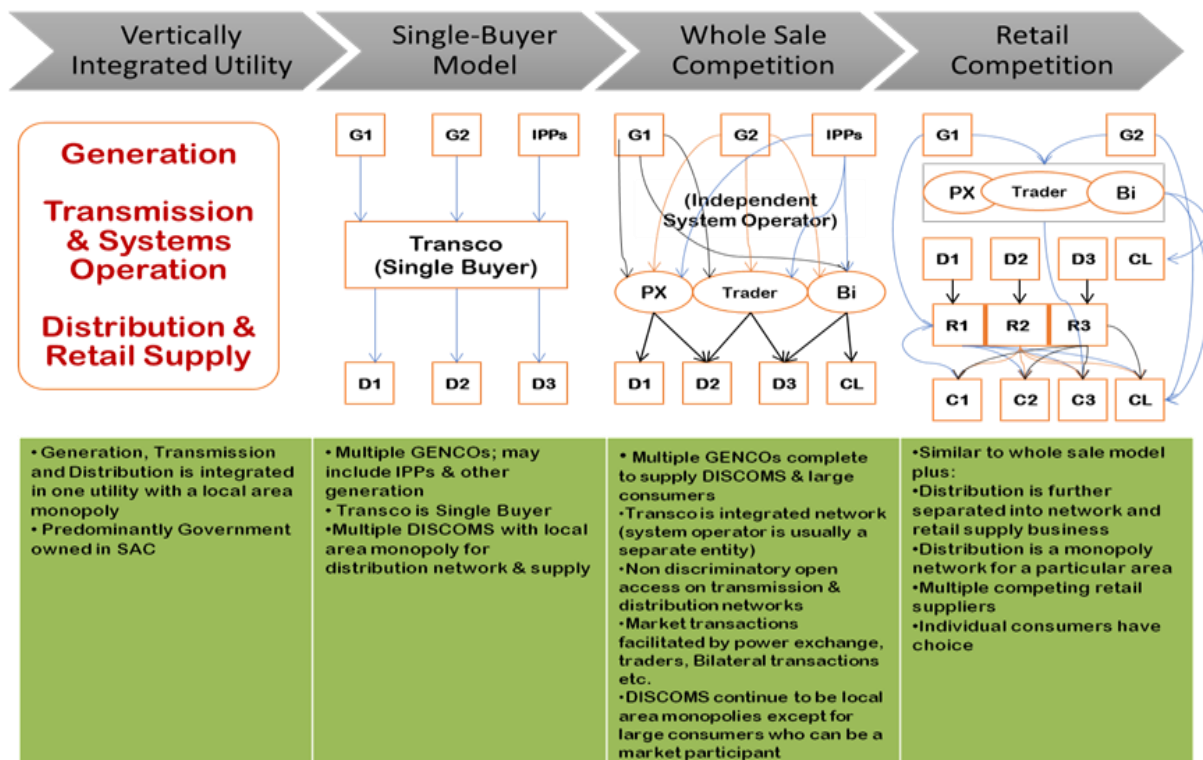 Vertically
Integrated Utility
Single-Buyer
Model
Whole Sale
Competition
Retail
Competition
Generation
Transmission
& Systems
Operation
Distribution &
Retail Supply
G1
G2
IPPs
Transco
(Single Buyer)
D1
D2
D3
G1
G2
IPPs
(Independent
System Operator)
PX
Trader
Bi
D1
D2
D3
CL
G1
G2
PX
Trader
Bi
D1
D2
D3
CL
R1
R2
R3
C1
C2
C3
CL
• Generation, Transmission
and Distribution is integrated
in one utility with a local area
monopoly
• Predominantly Government
owned in SAC
• Multiple GENCOs; may
include IPPs & other
generation
• Transco is Single Buyer
•Multiple DISCOMS with local
area monopoly for
distribution network & supply
• Multiple GENCOs complete
to supply DISCOMS & large
consumers
•Transco is integrated network
(system operator is usually a
separate entity)
•Non discriminatory open
access on transmission &
distribution networks
•Market transactions
facilitated by power exchange,
traders, Bilateral transactions
etc.
•DISCOMS continue to be local
area monopolies except for
large consumers who can be a
market participant
•Similar to whole sale model
plus:
•Distribution is further
separated into network and
retail supply business
•Distribution is a monopoly
network for a particular area
•Multiple competing retail
suppliers
•Individual consumers have
choice